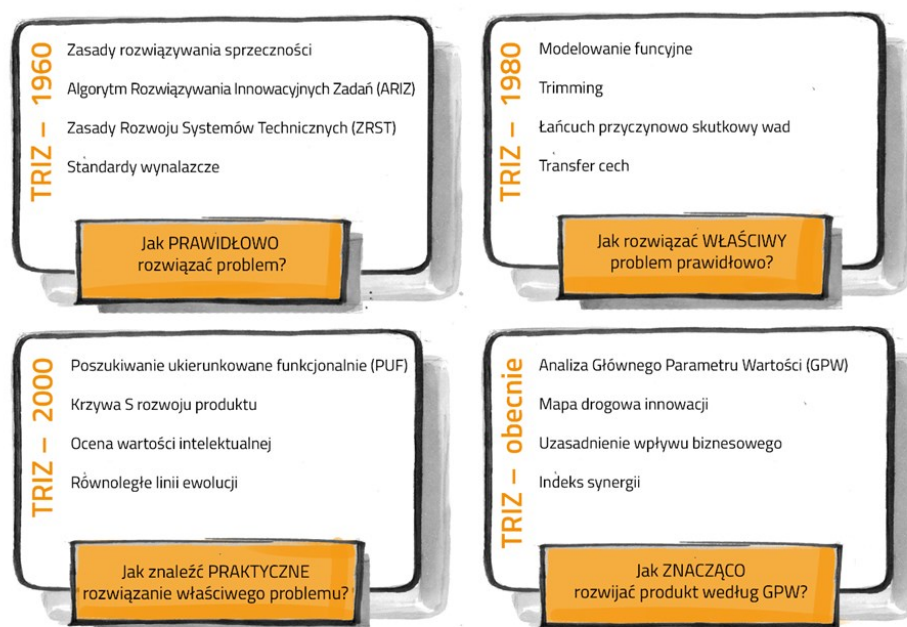 TRIZ – 1960
Zasady rozwiązywania sprzeczności
Algorytm Rozwiązywania Innowacyjnych Zadań (ARIZ)
Zasady Rozwoju Systemów Technicznych (ZRST)
Standardy wynalazcze
Jak PRAWIDŁOWO
rozwiązać problem?
TRIZ – 1980
Modelowanie funcyjne
Trimming
Łańcuch przyczynowo skutkowy wad
Transfer cech
Jak rozwiązać WŁAŚCIWY
problem prawidłowo?
TRIZ – 2000
Poszukiwanie ukierunkowane funkcjonalnie (PUF)
Krzywa S rozwoju produktu
Ocena wartości intelektualnej
Równoległe linii ewolucji
Jak znaleźć PRAKTYCZNE
rozwiązanie właściwego problemu?
TRIZ – obecnie
Analiza Głównego Parametru Wartości (GPW)
Mapa drogowa innowacji
Uzasadnienie wpływu biznesowego
Indeks synergii
Jak ZNACZĄCO
rozwijać produkt według GPW?